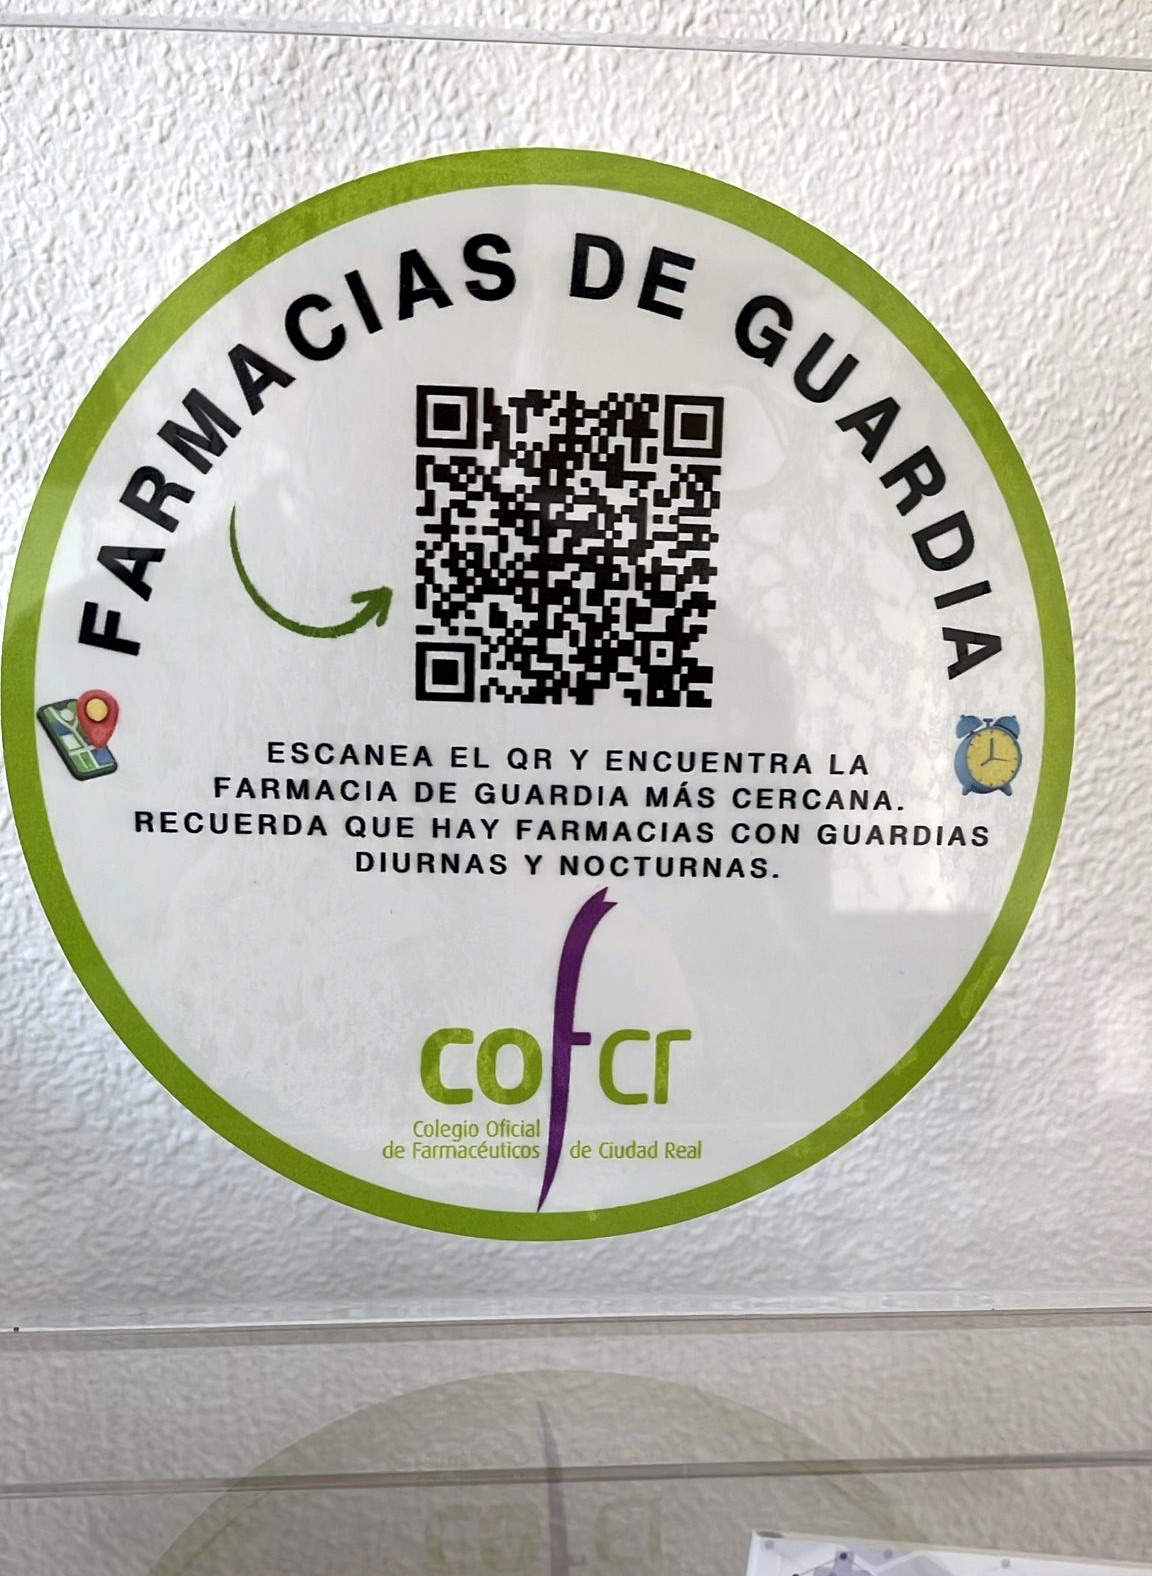 FARMACIAS DE GUARDIA
ESCANEA EL QR Y ENCUENTRA LA
FARMACIA DE GUARDIA MÁS CERCANA.
RECUERDA QUE HAY FARMACIAS CON GUARDIAS
DIURNAS Y NOCTURNAS.
cofcr
Colegio Oficial
de Farmacéuticos de Ciudad Real